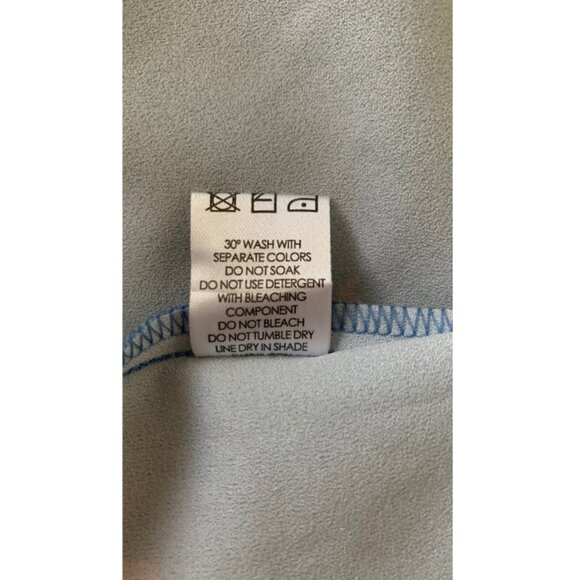 30° WASH WITH
SEPARATE COLORS
DO NOT SOAK
DO NOT USE DETERGENT
WITH BLEACHING
COMPONENT
DO NOT BLEACH
DO NOT TUMBLE DRY
LINE DRY IN SHADE